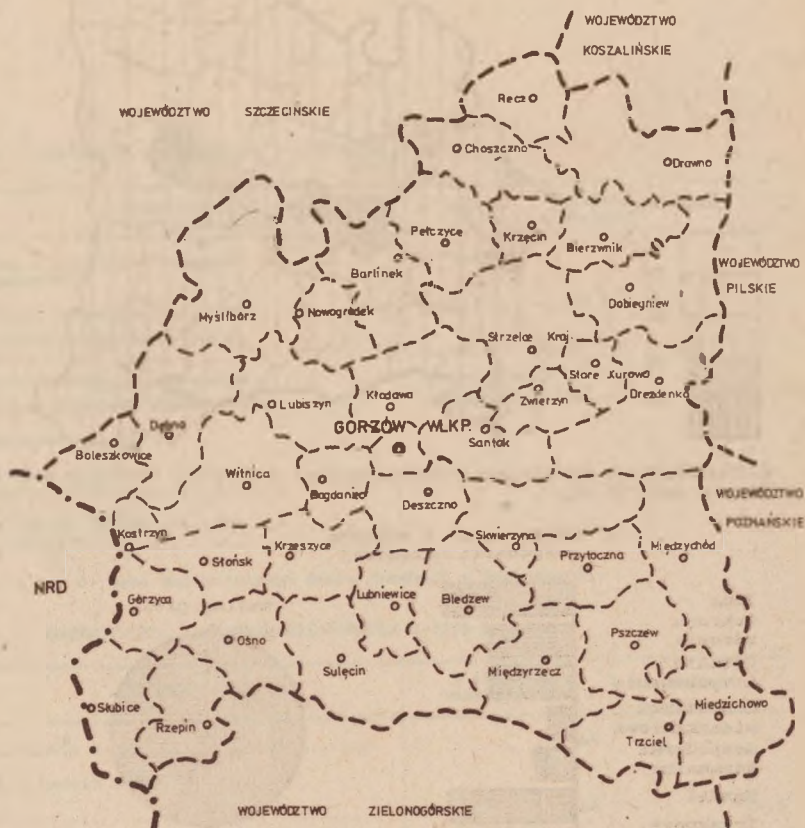 WOJEWÓDZTWO
KOSZALIŃSKIE
WOJEWÓDZTWO SZCZECIŃSKIE
Recz
Choszczno
Drawno
Pełczyce
Krzęcin
Bierzwnik
Barlinek
WOJEWÓDZTWO
PILSKIE
Dobiegniew
Myślibórz
Nowogródek
Strzelce Kraj.
Stare Kurowo
Drezdenko
Zwierzyn
Lubiszyn
Kłodawa
GORZÓW WLKP.
Santok
Dębno
Boleszkowice
Witnica
Bogdaniec
Deszczno
WOJEWÓDZTWO
POZNAŃSKIE
Kostrzyn
Słońsk
Krzeszyce
Skwierzyna
Przytoczna
Międzychód
NRD
Górzyca
Lubniewice
Bledzew
Ośno
Sulęcin
Międzyrzecz
Pszczew
Słubice
Rzepin
Miedzichowo
Trzciel
WOJEWÓDZTWO ZIELONOGÓRSKIE